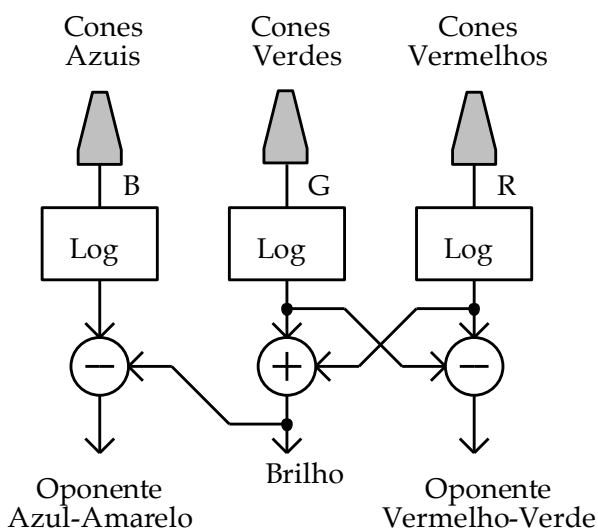 Cones
Azuis
Cones
Verdes
Cones
Vermelhos
B
G
R
Log
Log
Log
−
+
−
Brilho
Oponente
Azul-Amarelo
Oponente
Vermelho-Verde